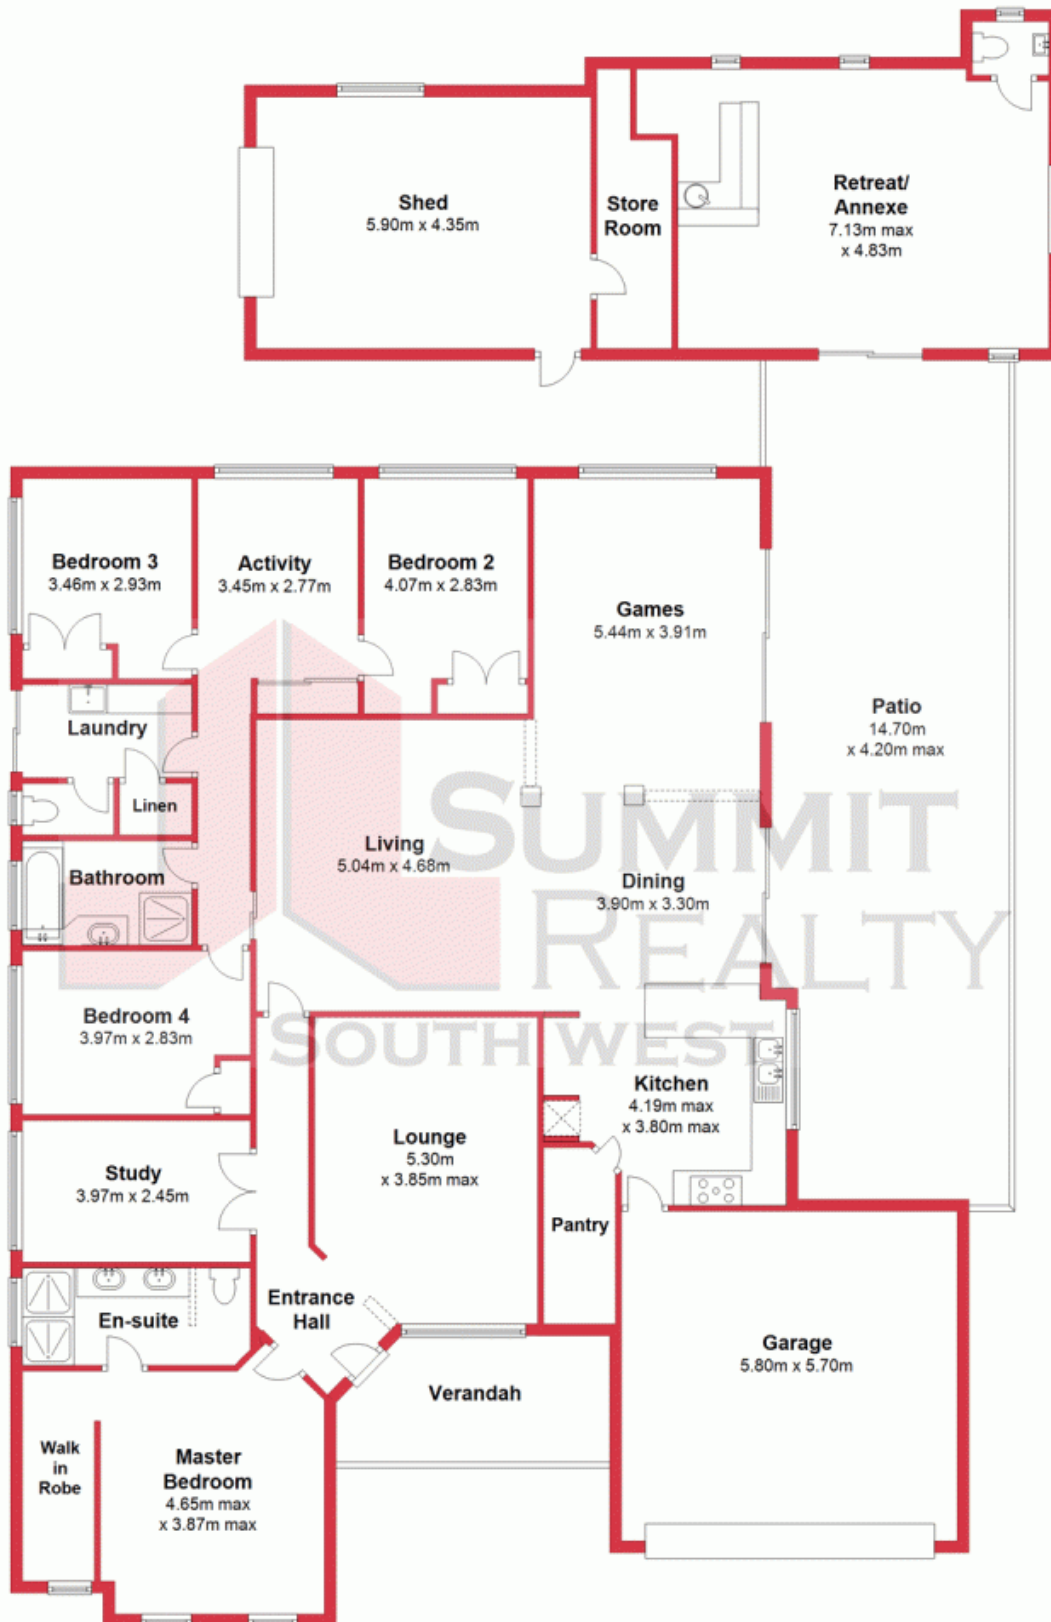 Shed
5.90m x 4.35m
Store
Room
Retreat/
Annexe
7.13m max
x 4.83m
Bedroom 3
3.46m x 2.93m
Activity
3.45m x 2.77m
Bedroom 2
4.07m x 2.83m
Games
5.44m x 3.91m
Patio
14.70m
x 4.20m max
Laundry
Linen
Living
5.04m x 4.68m
Bathroom
Dining
3.90m x 3.30m
SUMMIT
REALTY
SOUTH WEST
Bedroom 4
3.97m x 2.83m
Kitchen
4.19m max
x 3.80m max
Lounge
5.30m
x 3.85m max
Study
3.97m x 2.45m
Pantry
En-suite
Entrance
Hall
Garage
5.80m x 5.70m
Verandah
Walk
in
Robe
Master
Bedroom
4.65m max
x 3.87m max